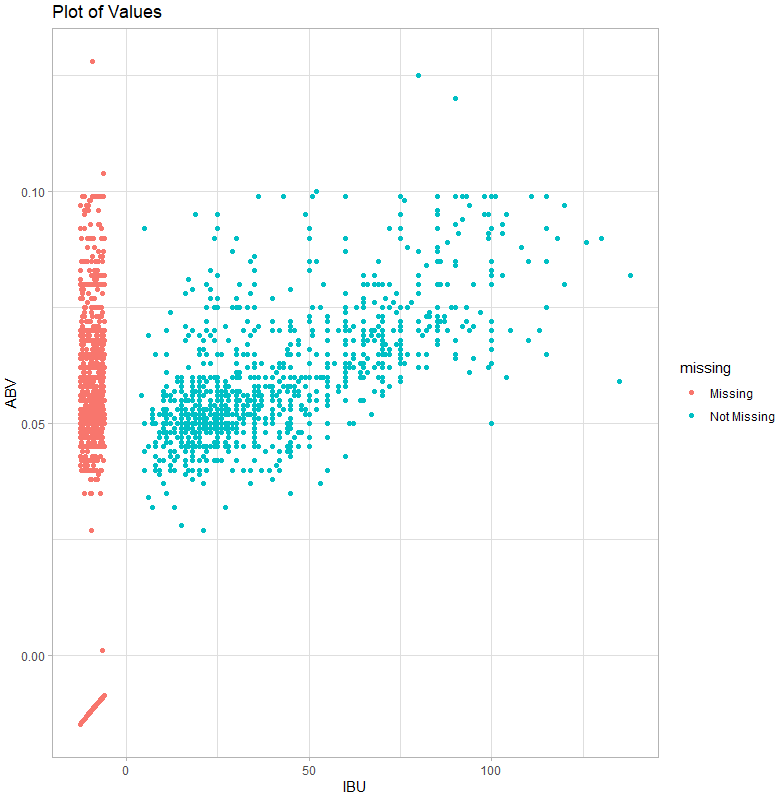 Plot of Values
0.10
0.05
0.00
ABV
0 50 100
IBU
missing
Missing
Not Missing